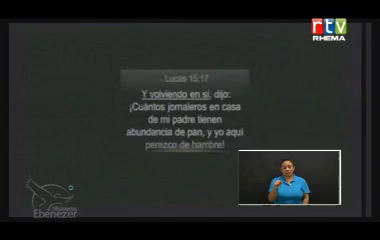 rtv
RHEMA
Lucas 15:17
Y volviendo en sí, dijo:
¡Cuántos jornaleros en casa
de mi padre tienen
abundancia de pan, y yo aquí
perezco de hambre!
Ministerios
Ebenezer